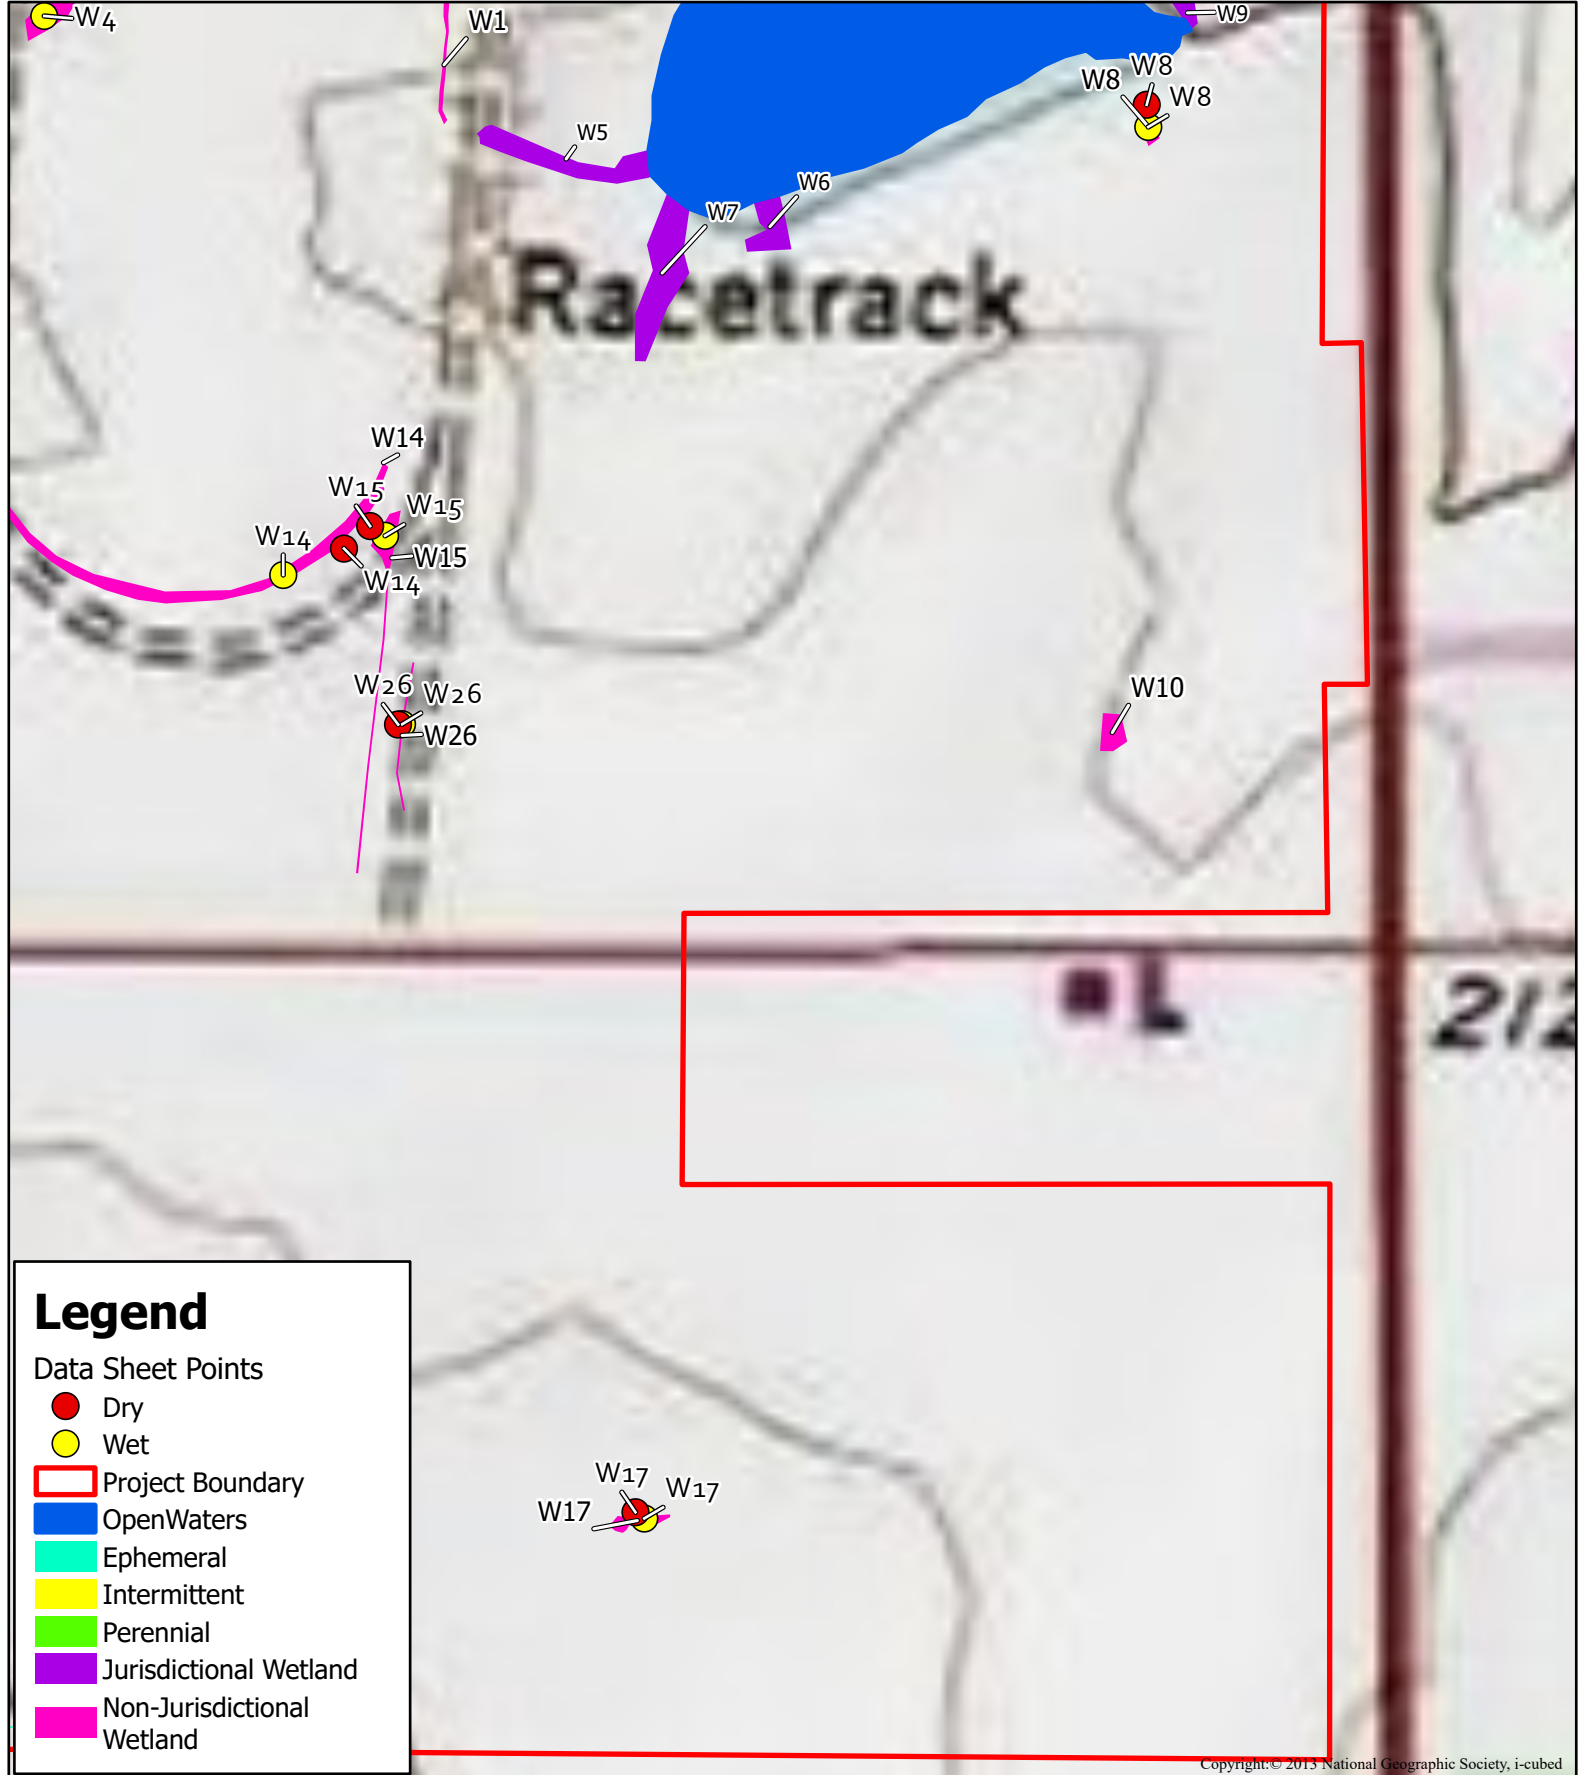 W4
W1
W9
W8
W8
W8
W5
W6
W7
Racetrack
W14
W15
W15
W14
W15
W14
W26
W26
W26
W10
L
212
W17
W17
W17
Legend
Data Sheet Points
Dry
Wet
Project Boundary
OpenWaters
Ephemeral
Intermittent
Perennial
Jurisdictional Wetland
Non-Jurisdictional
Wetland
Copyright:© 2013 National Geographic Society, i-cubed